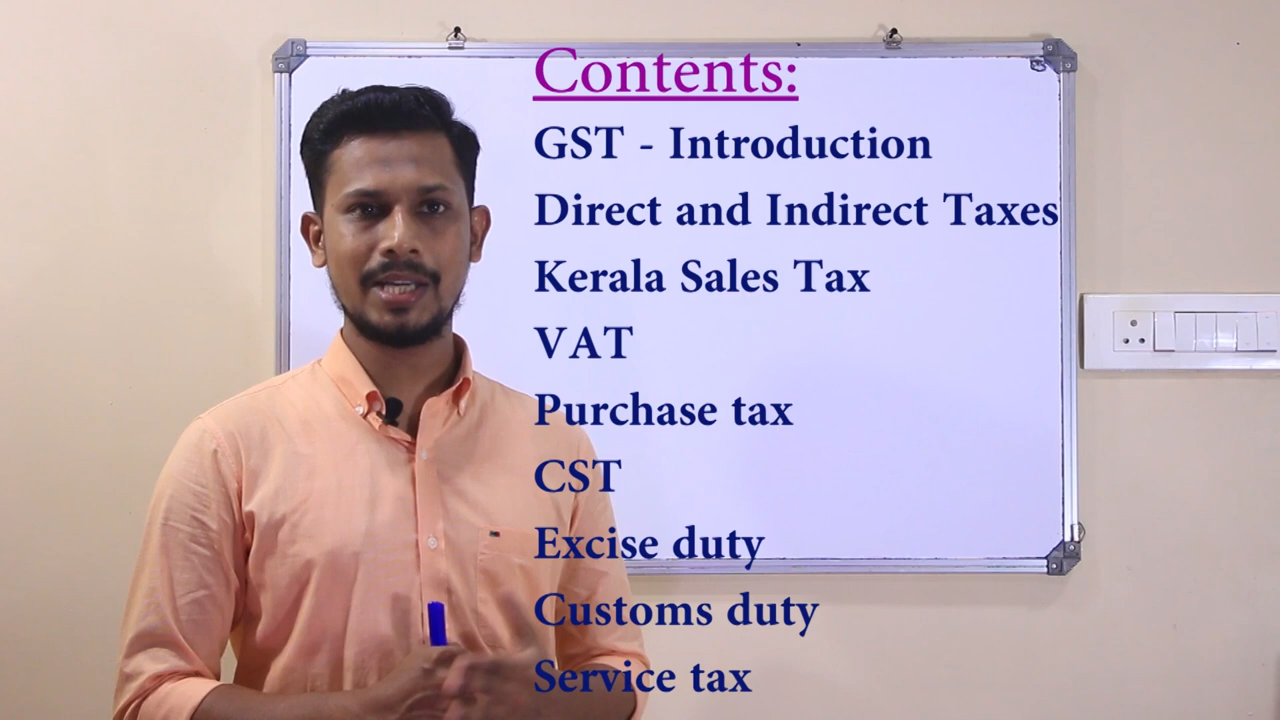 Contents:
GST - Introduction
Direct and Indirect Taxes
Kerala Sales Tax
VAT
Purchase tax
CST
Excise duty
Customs duty
Service tax